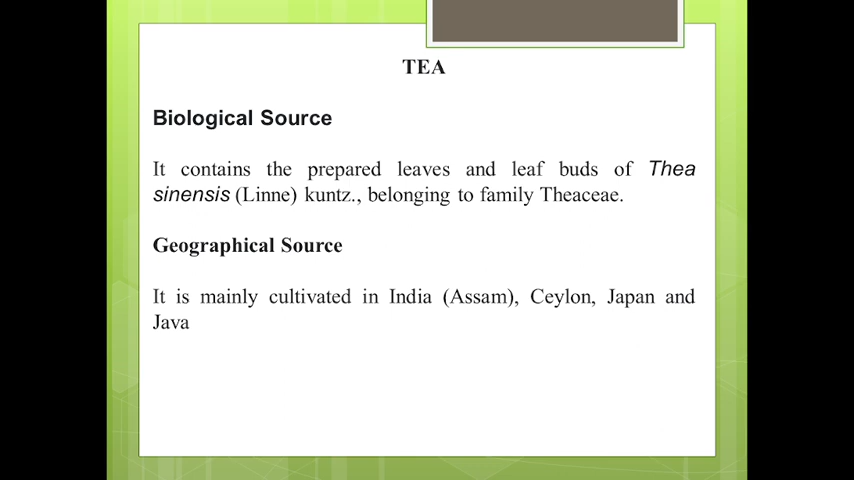 TEA
Biological Source
It contains the prepared leaves and leaf buds of Thea
sinensis (Linne) kuntz., belonging to family Theaceae.
Geographical Source
It is mainly cultivated in India (Assam), Ceylon, Japan and
Java